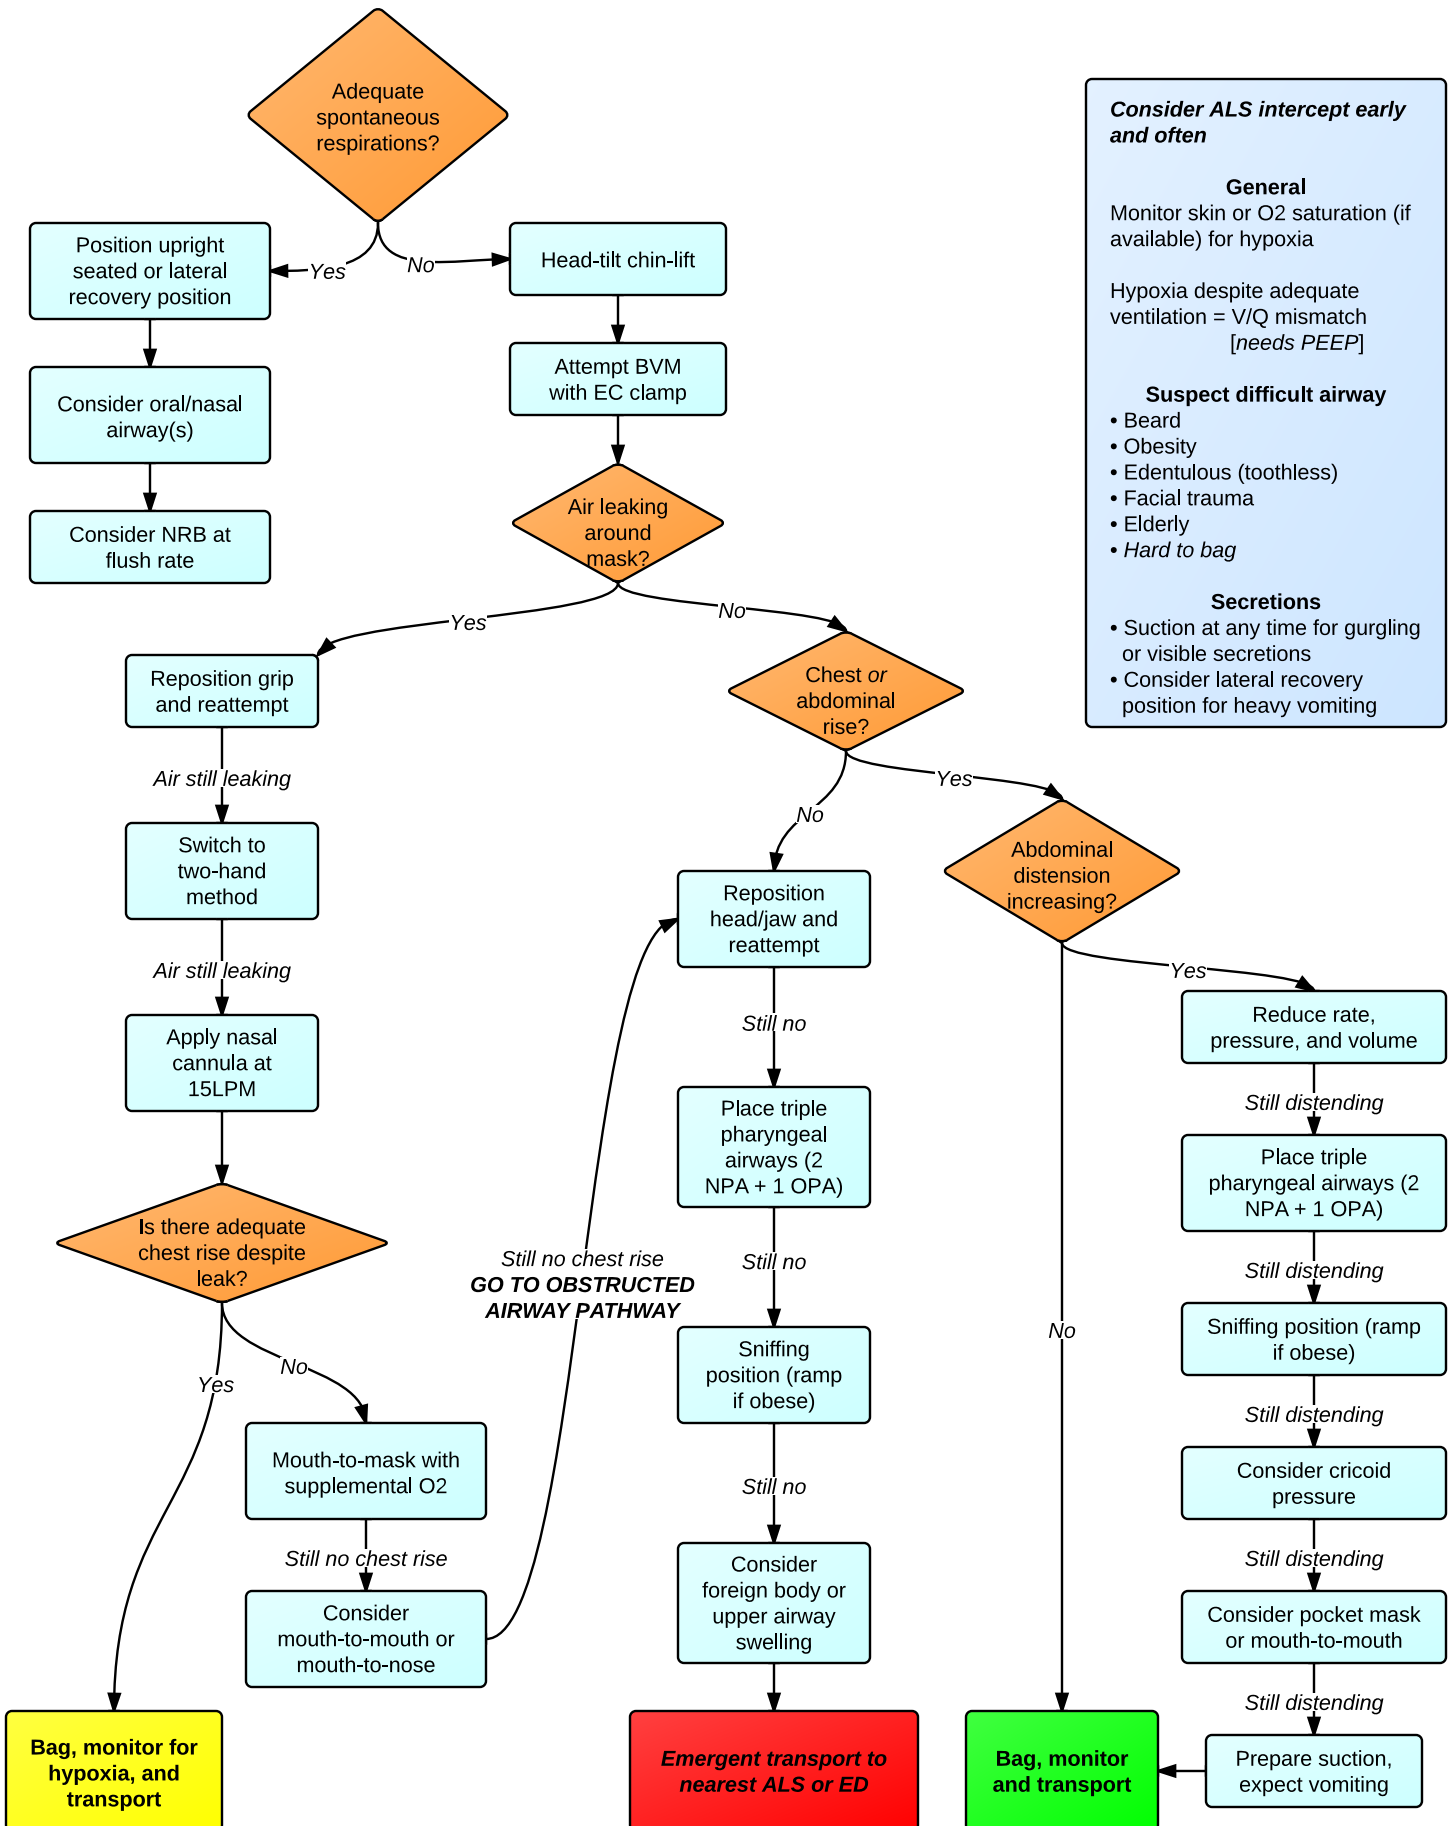 Adequate
spontaneous
respirations?
Yes
No
Position upright
seated or lateral
recovery position
Consider oral/nasal
airway(s)
Consider NRB at
flush rate
Head-tilt chin-lift
Attempt BVM
with EC clamp
Air leaking
around
mask?
Yes
No
Reposition grip
and reattempt
Air still leaking
Switch to
two-hand
method
Air still leaking
Apply nasal
cannula at
15LPM
Is there adequate
chest rise despite
leak?
Yes
No
Mouth-to-mask with
supplemental O2
Still no chest rise
Consider
mouth-to-mouth or
mouth-to-nose
Still no chest rise
GO TO OBSTRUCTED
AIRWAY PATHWAY
Bag, monitor for
hypoxia, and
transport
Chest or
abdominal
rise?
No
Yes
Reposition
head/jaw and
reattempt
Still no
Place triple
pharyngeal
airways (2
NPA + 1 OPA)
Still no
Sniffing
position (ramp
if obese)
Still no
Consider
foreign body or
upper airway
swelling
Emergent transport to
nearest ALS or ED
Abdominal
distension
increasing?
No
Yes
Reduce rate,
pressure, and volume
Still distending
Place triple
pharyngeal airways (2
NPA + 1 OPA)
Still distending
Sniffing position (ramp
if obese)
Still distending
Consider cricoid
pressure
Still distending
Consider pocket mask
or mouth-to-mouth
Still distending
Prepare suction,
expect vomiting
Bag, monitor
and transport
Consider ALS intercept early
and often
General
Monitor skin or O2 saturation (if
available) for hypoxia
Hypoxia despite adequate
ventilation = V/Q mismatch
[needs PEEP]
Suspect difficult airway
• Beard
• Obesity
• Edentulous (toothless)
• Facial trauma
• Elderly
• Hard to bag
Secretions
• Suction at any time for gurgling
or visible secretions
• Consider lateral recovery
position for heavy vomiting